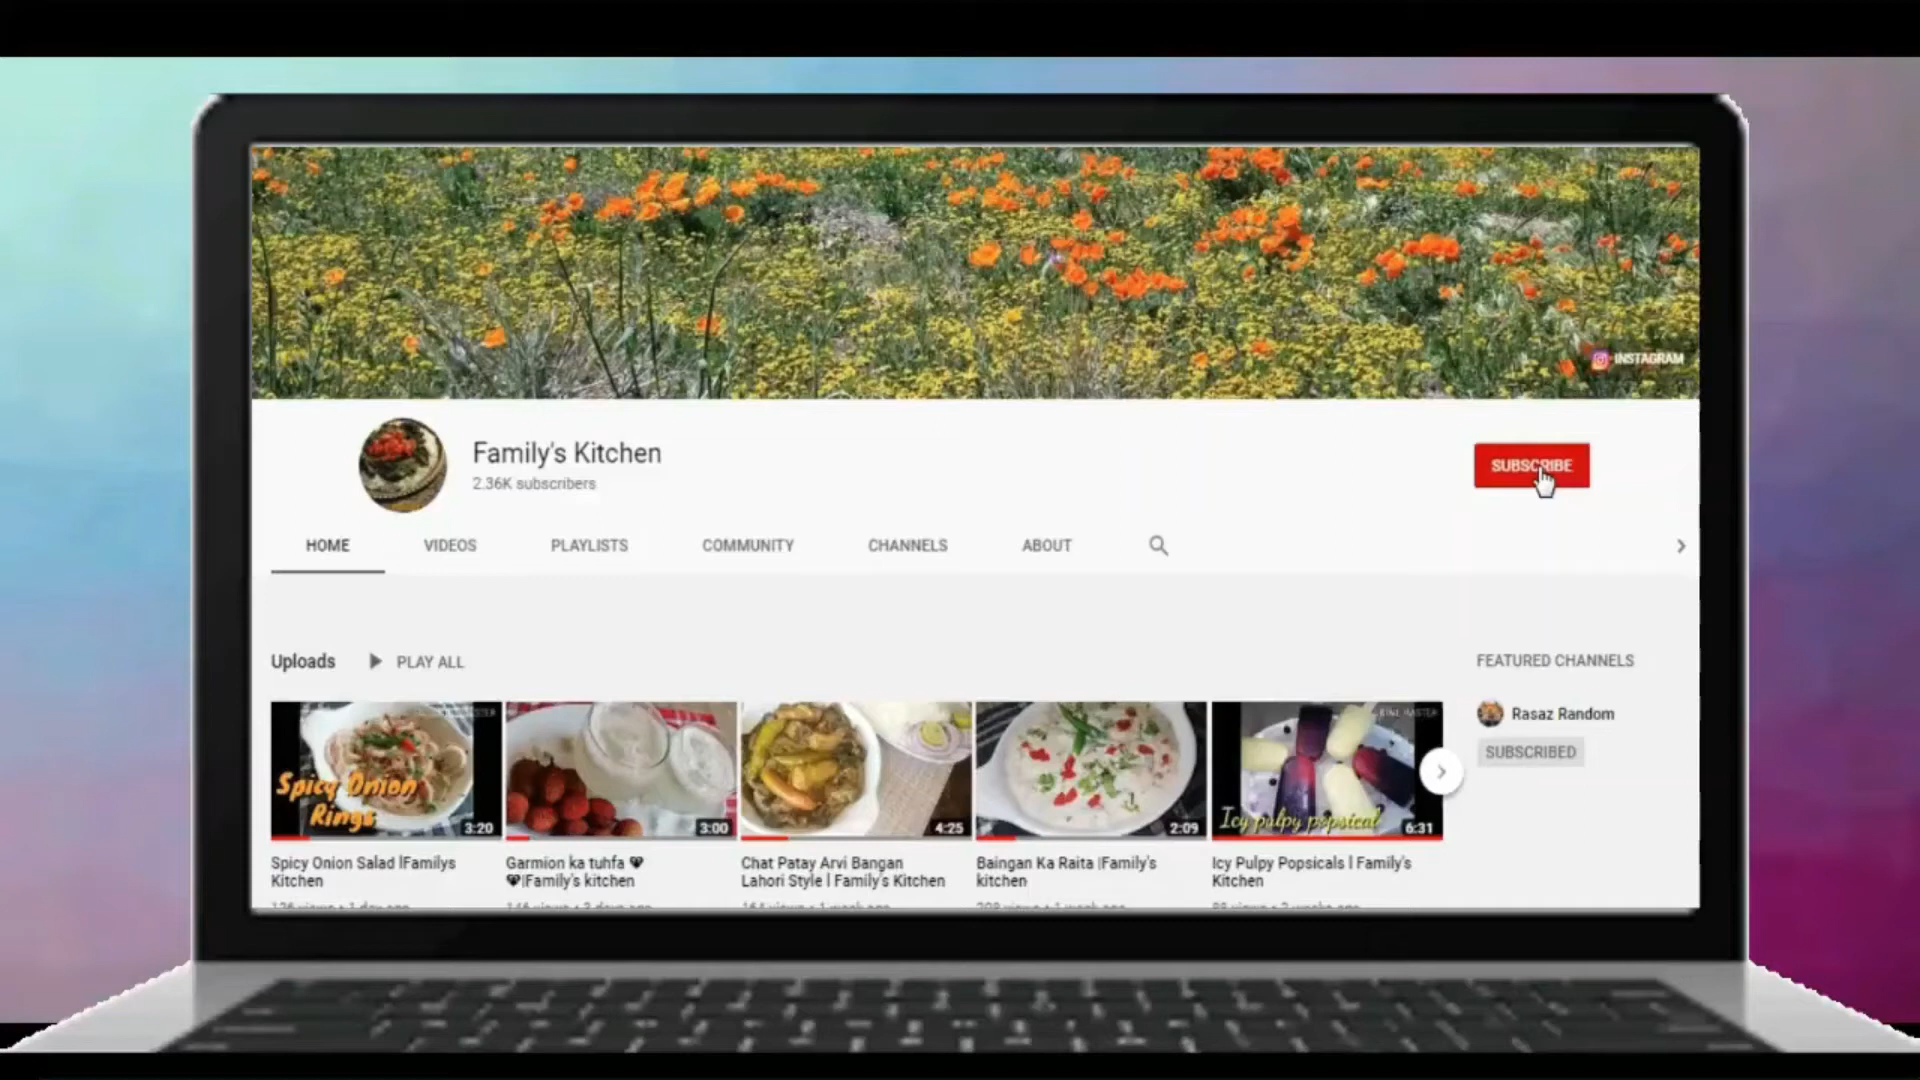 INSTAGRAM
Family's Kitchen
2.36K subscribers
SUBSCRIBE
HOME VIDEOS PLAYLISTS COMMUNITY CHANNELS ABOUT
Uploads PLAY ALL
FEATURED CHANNELS
Rasaz Random
SUBSCRIBED
Spicy Onion
Rings
3:20
3:00
4:25
2:09
Icy pulpy popsical
6:31
Spicy Onion Salad |Familys
Kitchen
Garmion ka tuhfa 🖤
🖤|Family's kitchen
Chat Patay Arvi Bangan
Lahori Style l Family's Kitchen
Baingan Ka Raita |Family's
kitchen
Icy Pulpy Popsicals l Family's
Kitchen